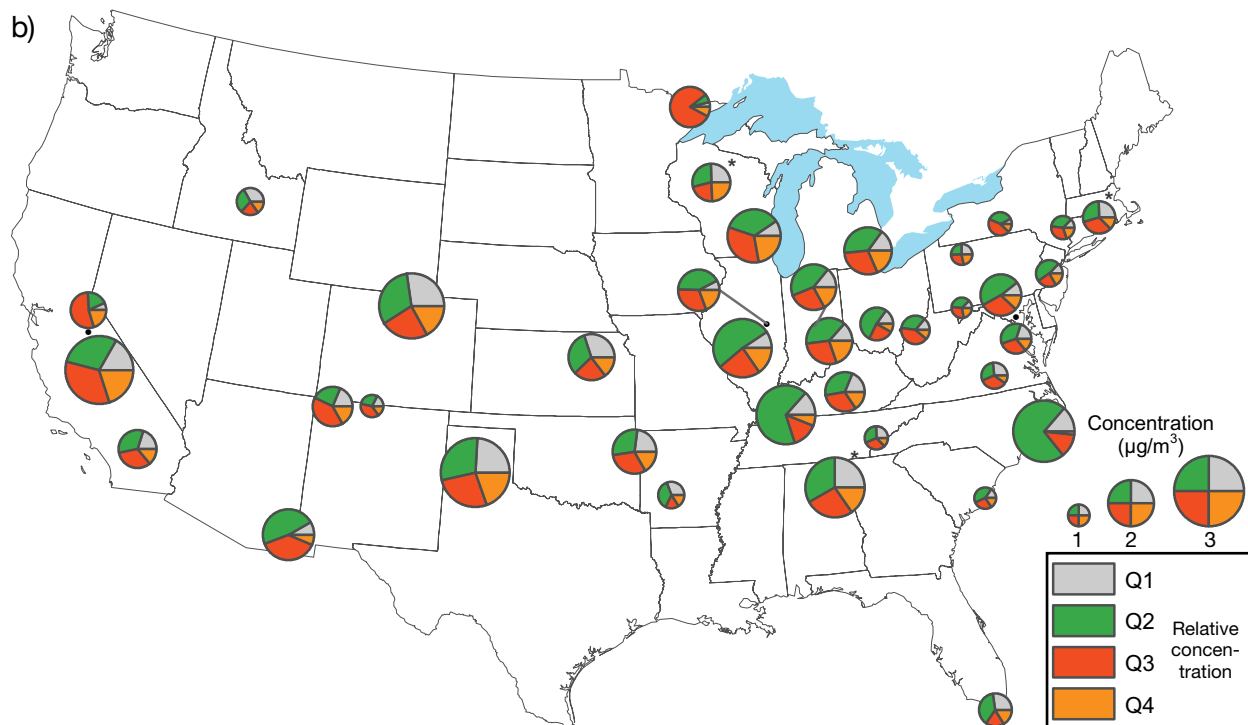 b)
*
*
*
Concentration
(µg/m³)
1 2 3
Q1
Q2
Q3
Q4
Relative
concen-
tration